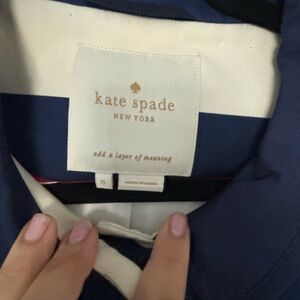 kate spade
NEW YORK
add a layer of meaning